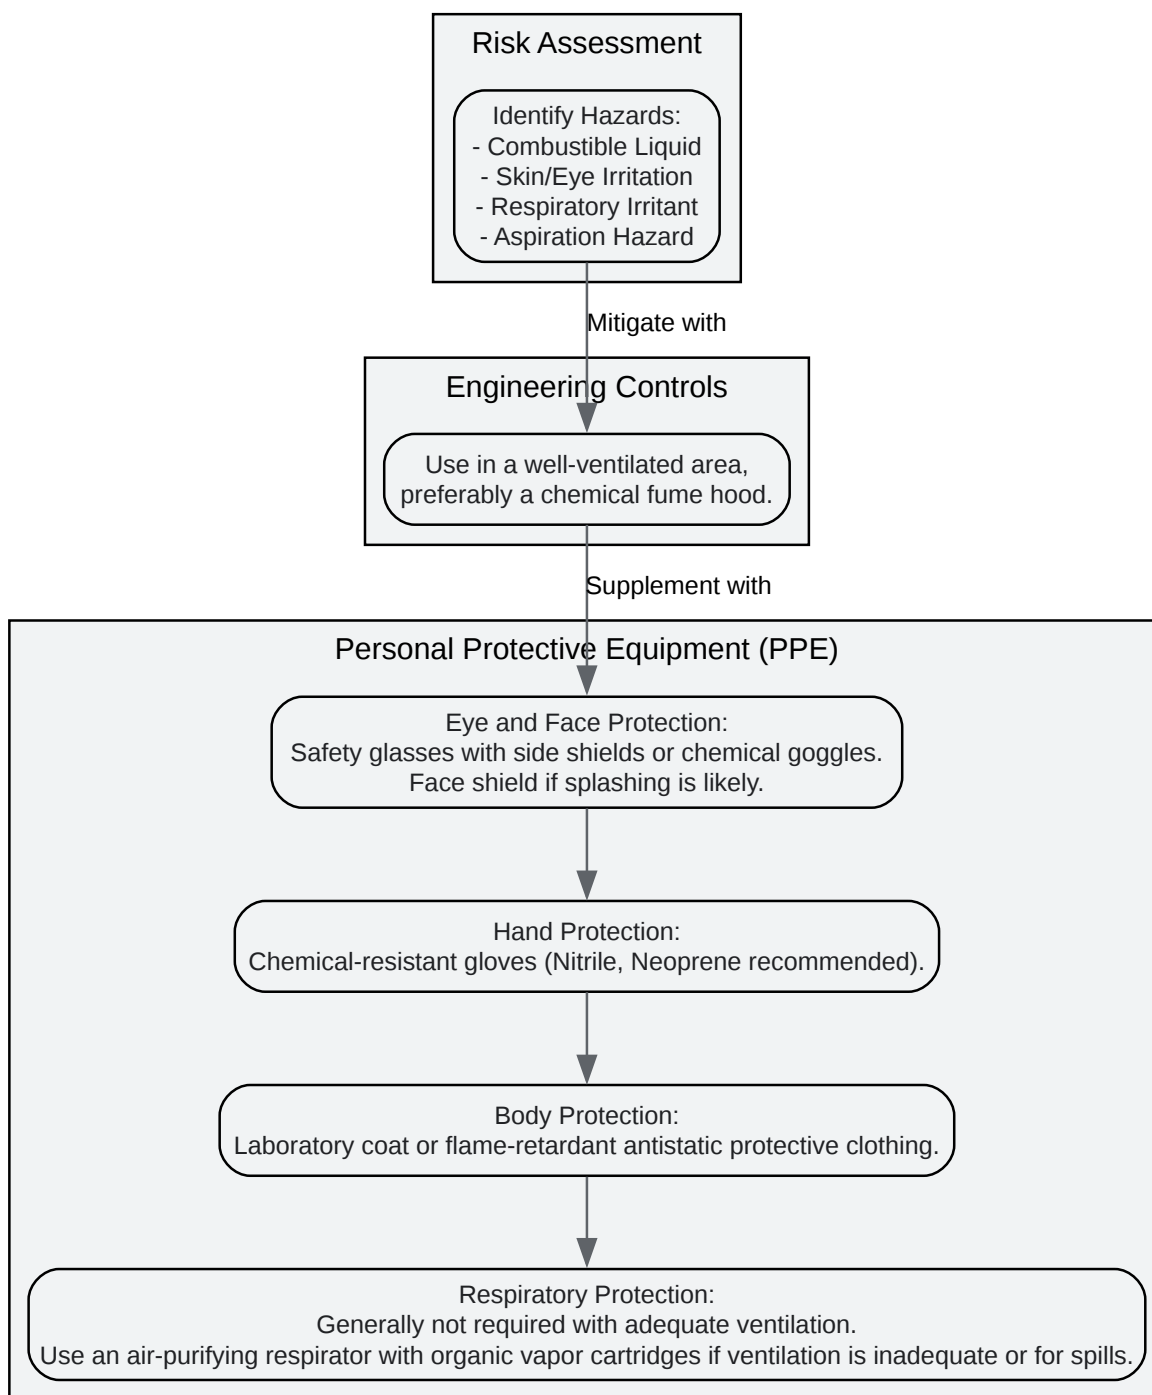 Risk Assessment
Identify Hazards:
- Combustible Liquid
- Skin/Eye Irritation
- Respiratory Irritant
- Aspiration Hazard
Mitigate with
Engineering Controls
Use in a well-ventilated area,
preferably a chemical fume hood.
Supplement with
Personal Protective Equipment (PPE)
Eye and Face Protection:
Safety glasses with side shields or chemical goggles.
Face shield if splashing is likely.
Hand Protection:
Chemical-resistant gloves (Nitrile, Neoprene recommended).
Body Protection:
Laboratory coat or flame-retardant antistatic protective clothing.
Respiratory Protection:
Generally not required with adequate ventilation.
Use an air-purifying respirator with organic vapor cartridges if ventilation is inadequate or for spills.